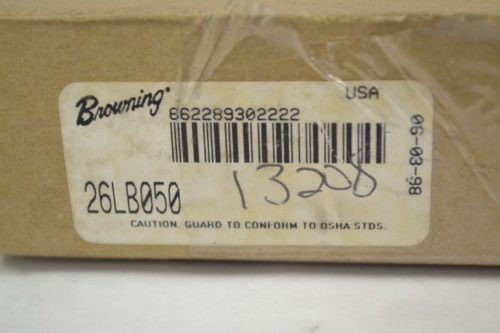 Browning
USA
662289302222
06-03-98
13208
26LB050
CAUTION. GUARD TO CONFORM TO OSHA STDS.